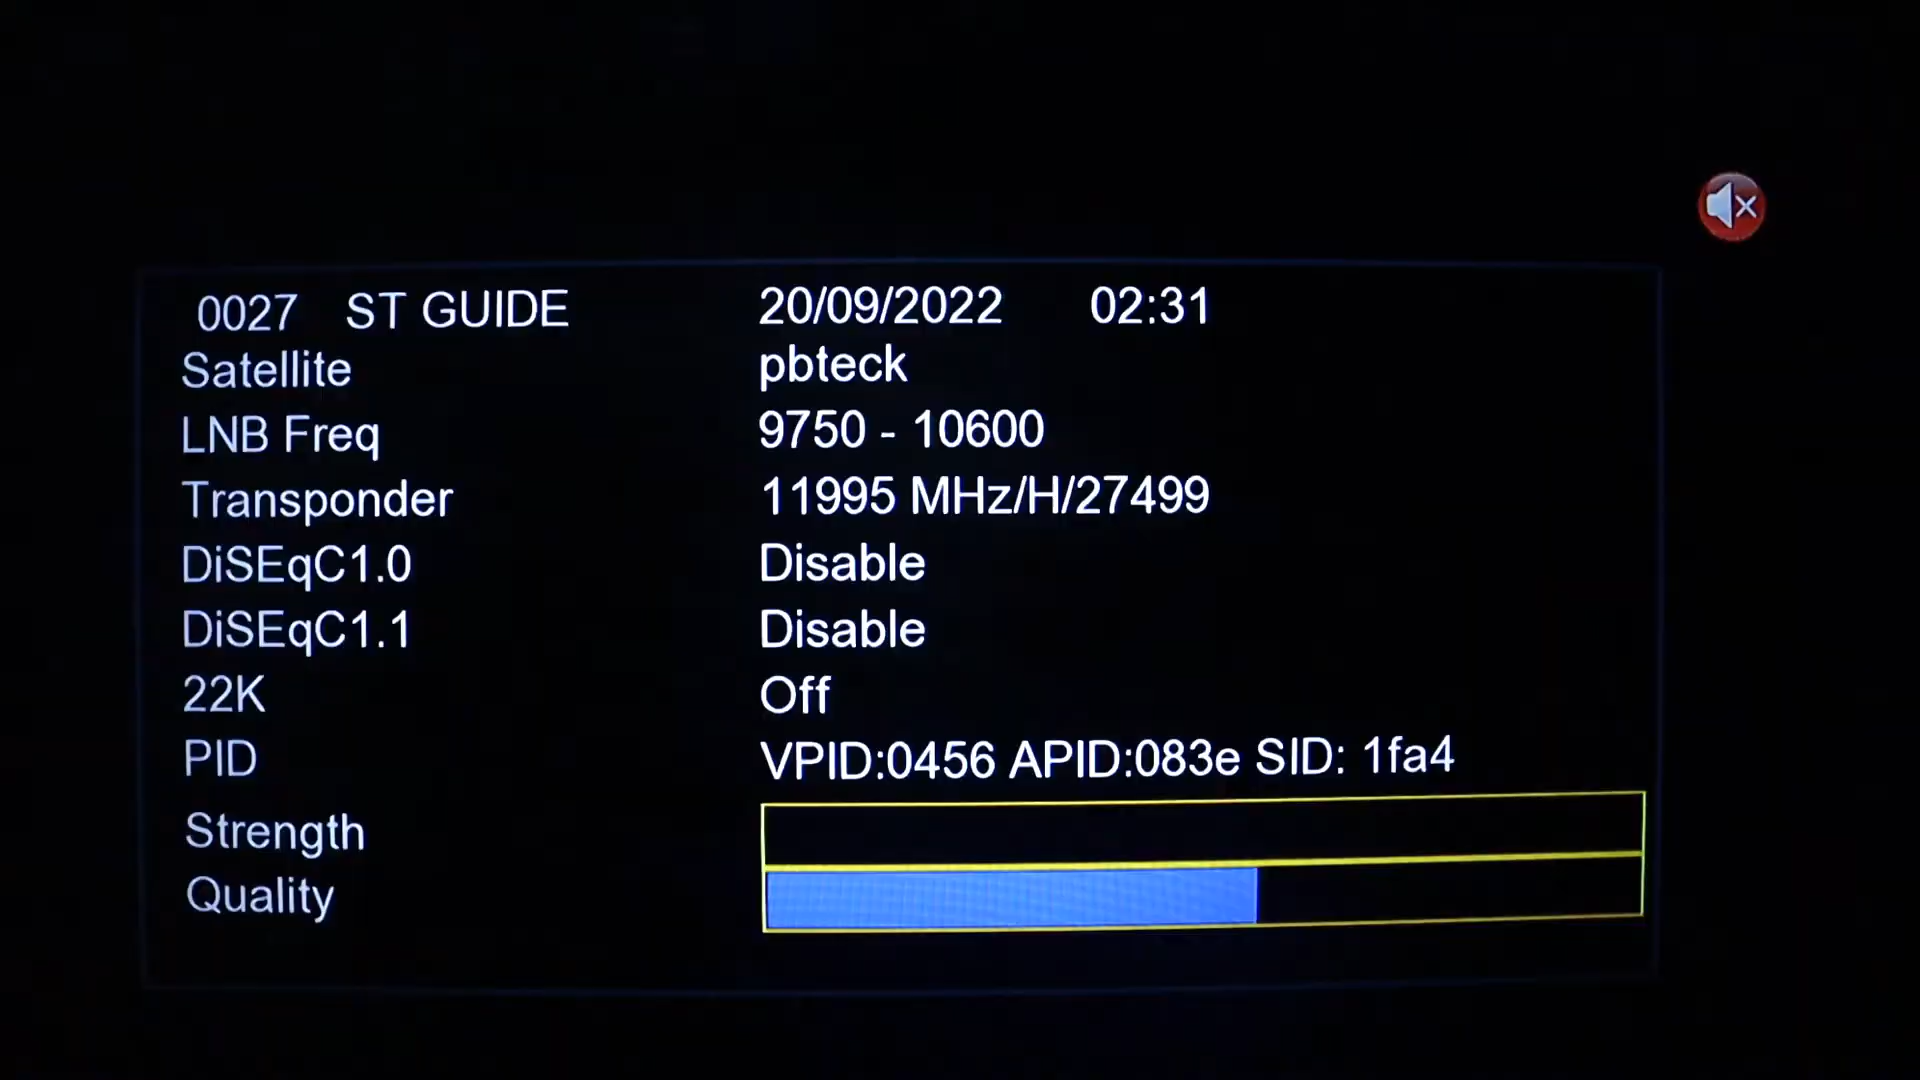 0027 ST GUIDE 20/09/2022 02:31
Satellite pbteck
LNB Freq 9750 - 10600
Transponder 11995 MHz/H/27499
DiSEqC1.0 Disable
DiSEqC1.1 Disable
22K Off
PID VPID:0456 APID:083e SID: 1fa4
Strength
Quality